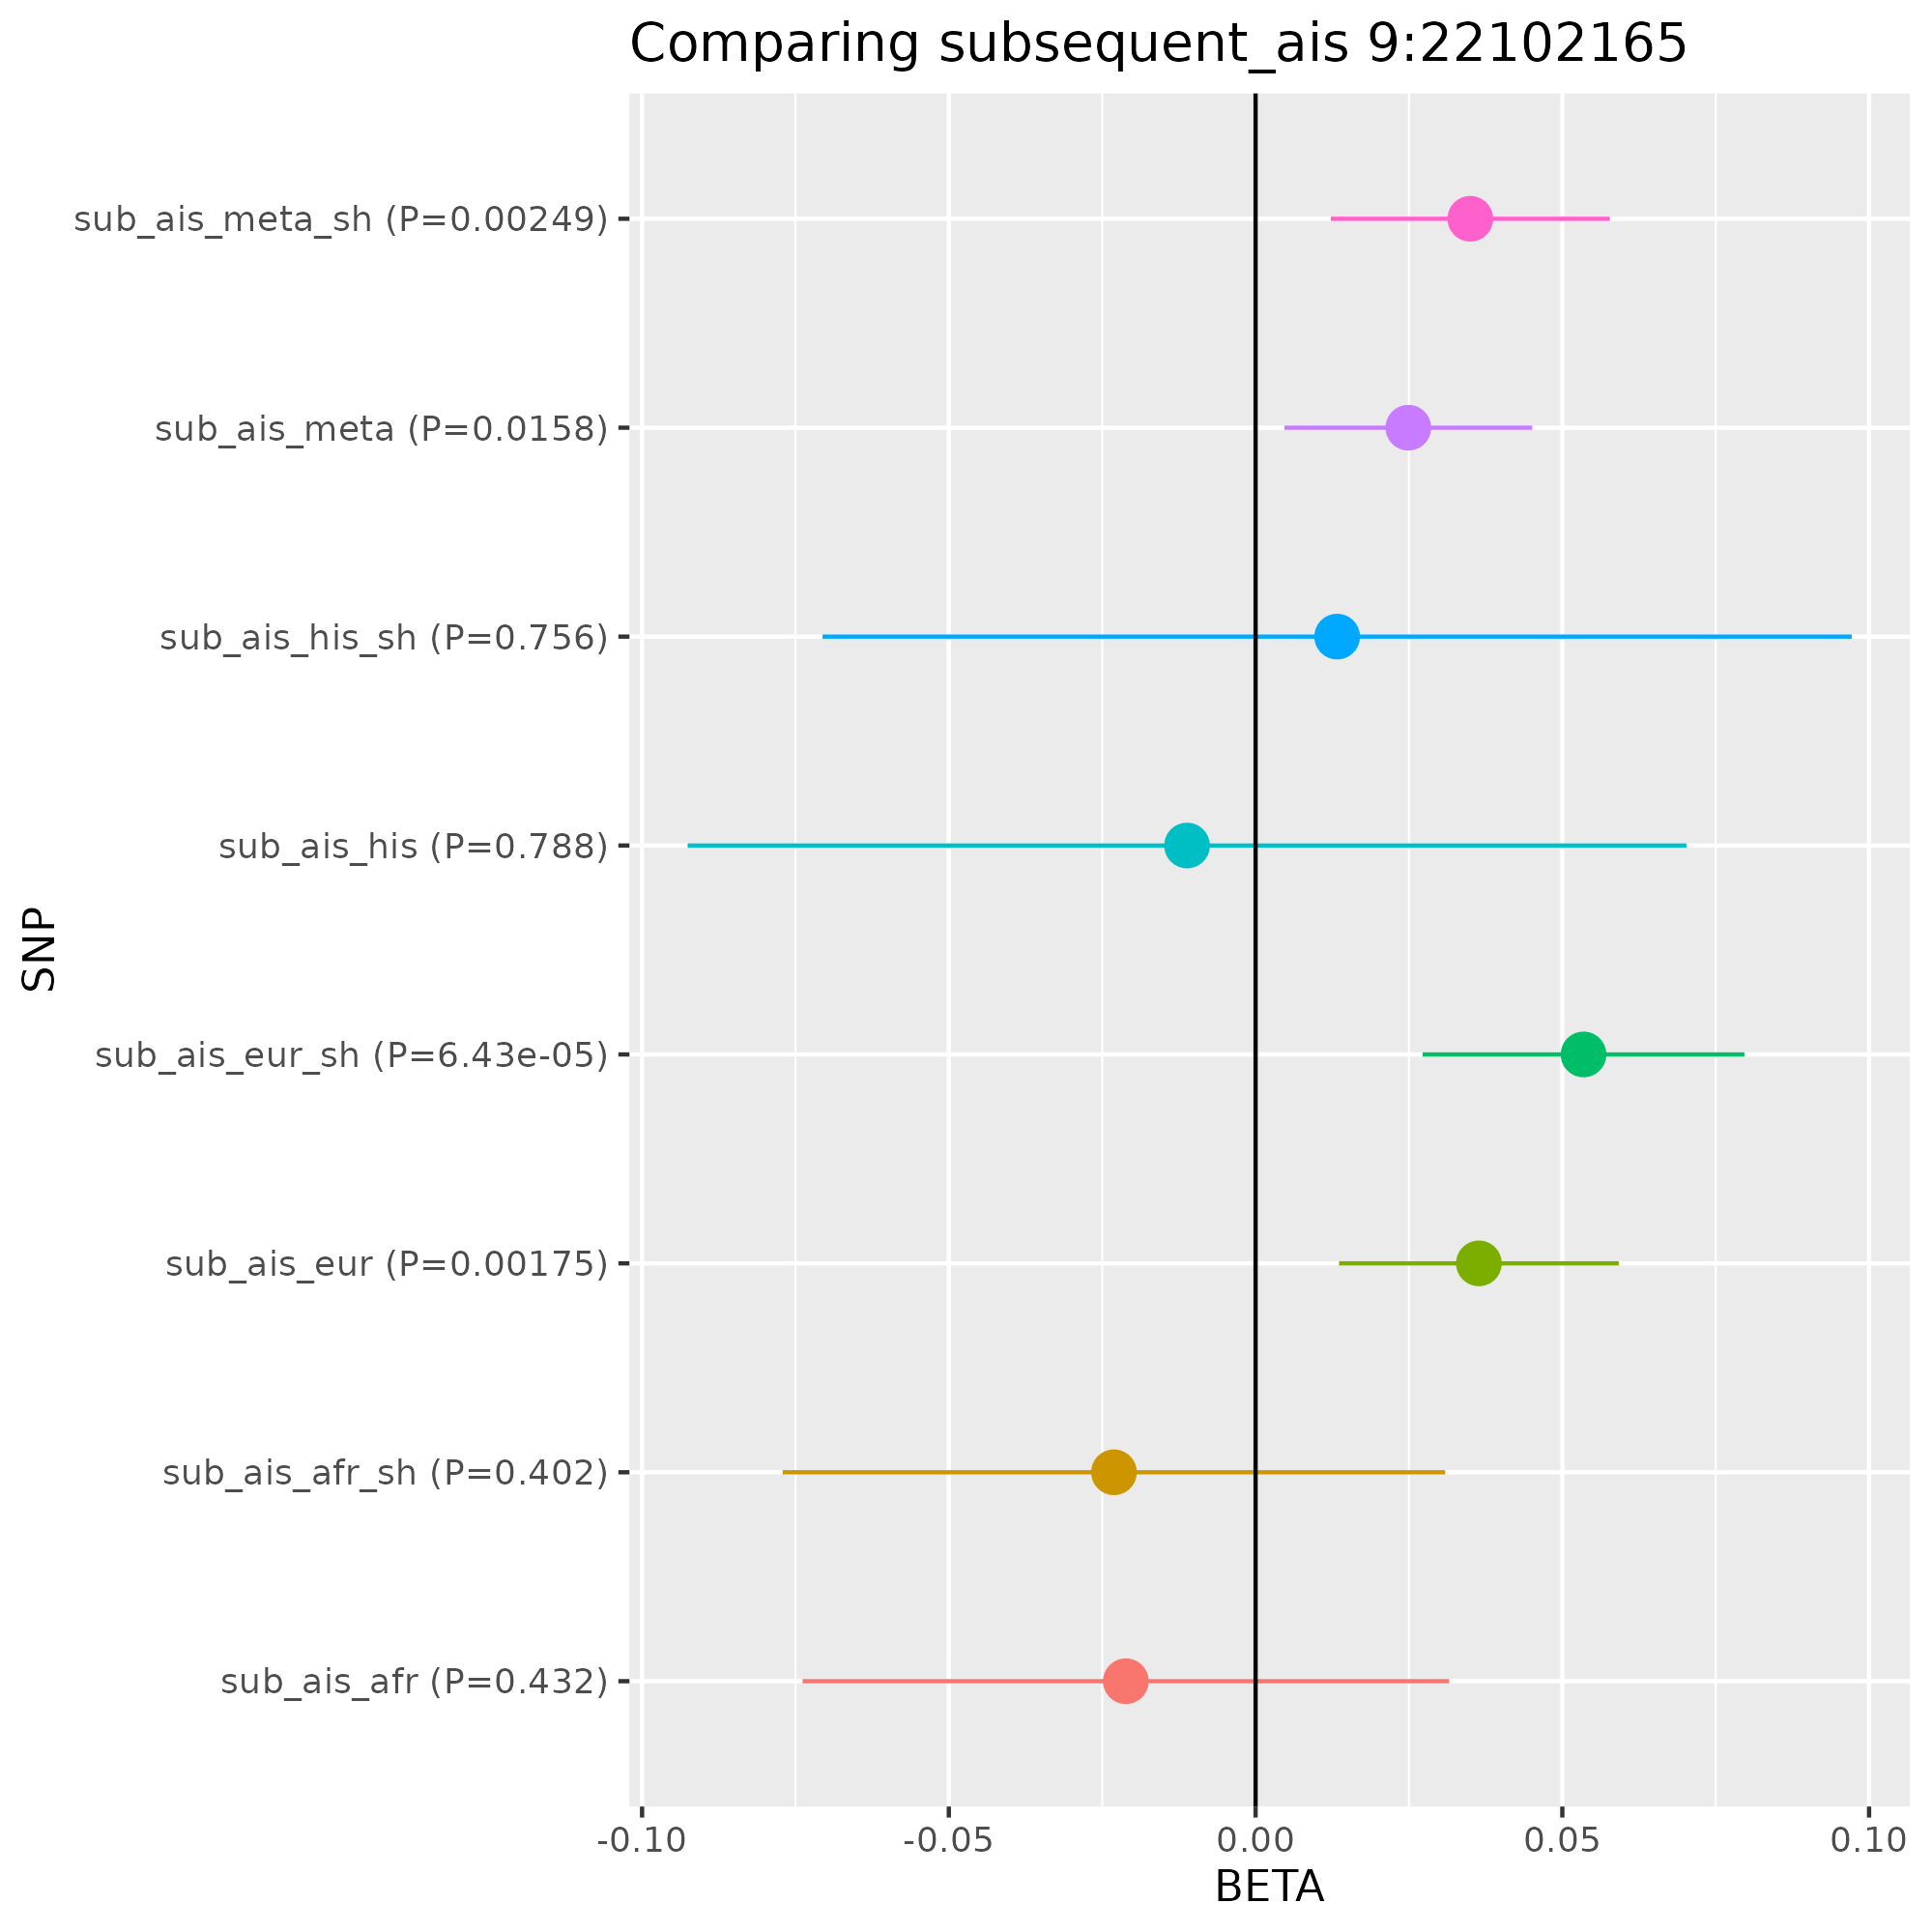 Comparing subsequent_ais 9:22102165
SNP
sub_ais_meta_sh (P=0.00249)
sub_ais_meta (P=0.0158)
sub_ais_his_sh (P=0.756)
sub_ais_his (P=0.788)
sub_ais_eur_sh (P=6.43e-05)
sub_ais_eur (P=0.00175)
sub_ais_afr_sh (P=0.402)
sub_ais_afr (P=0.432)
-0.10 -0.05 0.00 0.05 0.10
BETA